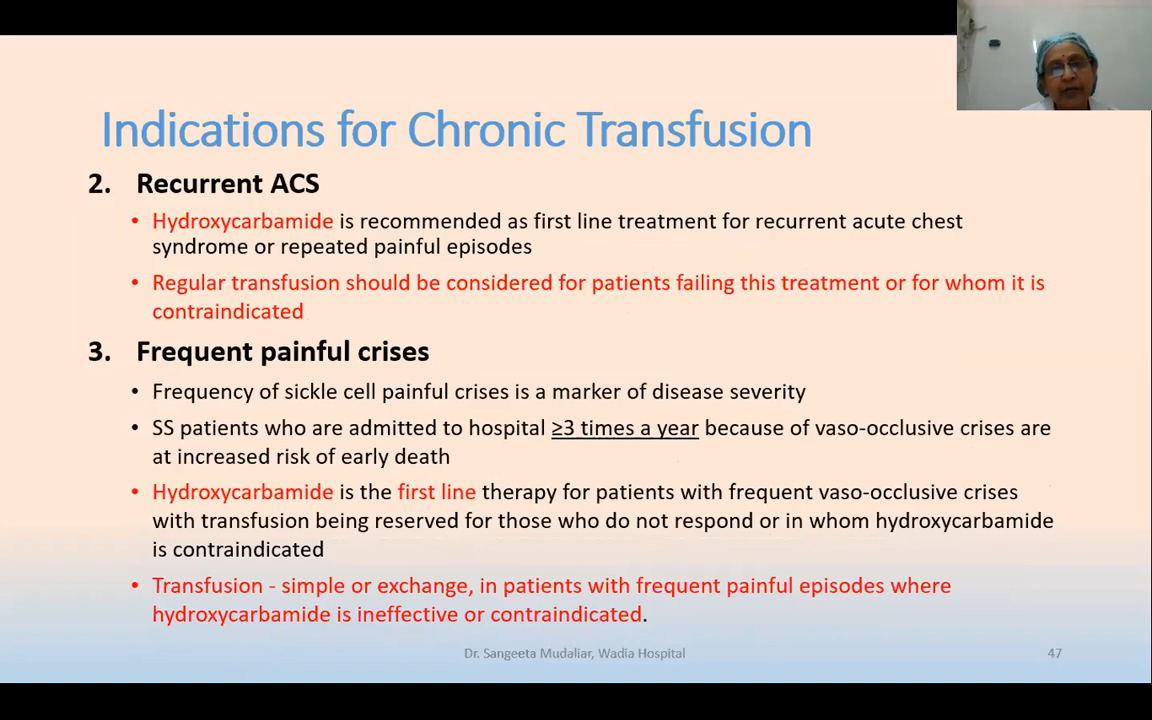 Indications for Chronic Transfusion
2. Recurrent ACS
• Hydroxycarbamide is recommended as first line treatment for recurrent acute chest
syndrome or repeated painful episodes
• Regular transfusion should be considered for patients failing this treatment or for whom it is
contraindicated
3. Frequent painful crises
• Frequency of sickle cell painful crises is a marker of disease severity
• SS patients who are admitted to hospital ≥3 times a year because of vaso-occlusive crises are
at increased risk of early death
• Hydroxycarbamide is the first line therapy for patients with frequent vaso-occlusive crises
with transfusion being reserved for those who do not respond or in whom hydroxycarbamide
is contraindicated
• Transfusion - simple or exchange, in patients with frequent painful episodes where
hydroxycarbamide is ineffective or contraindicated.
Dr. Sangeeta Mudaliar, Wadia Hospital 47